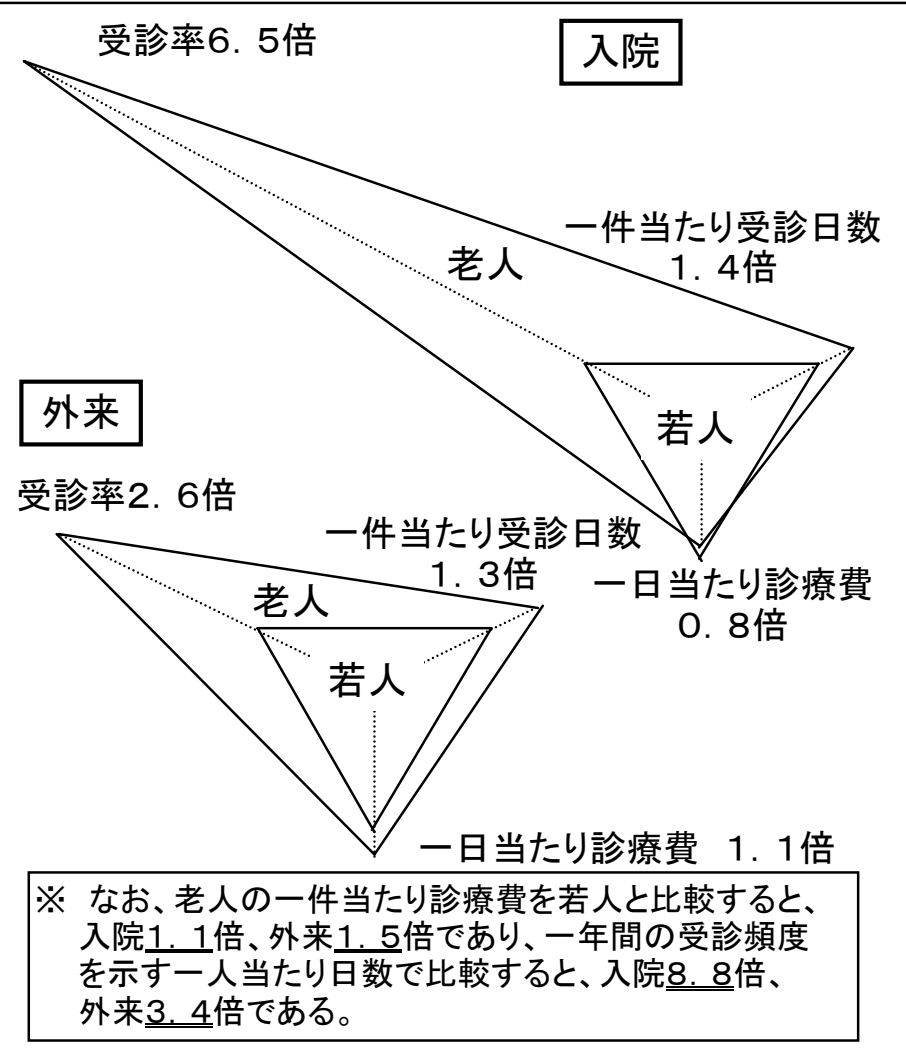 受診率6．5倍
入院
一件当たり受診日数
1．4倍
老人
若人
一日当たり診療費
0．8倍
外来
受診率2．6倍
一件当たり受診日数
1．3倍
老人
若人
一日当たり診療費　1．1倍
※　なお、老人の一件当たり診療費を若人と比較すると、
入院1．1倍、外来1．5倍であり、一年間の受診頻度
を示す一人当たり日数で比較すると、入院8．8倍、
外来3．4倍である。